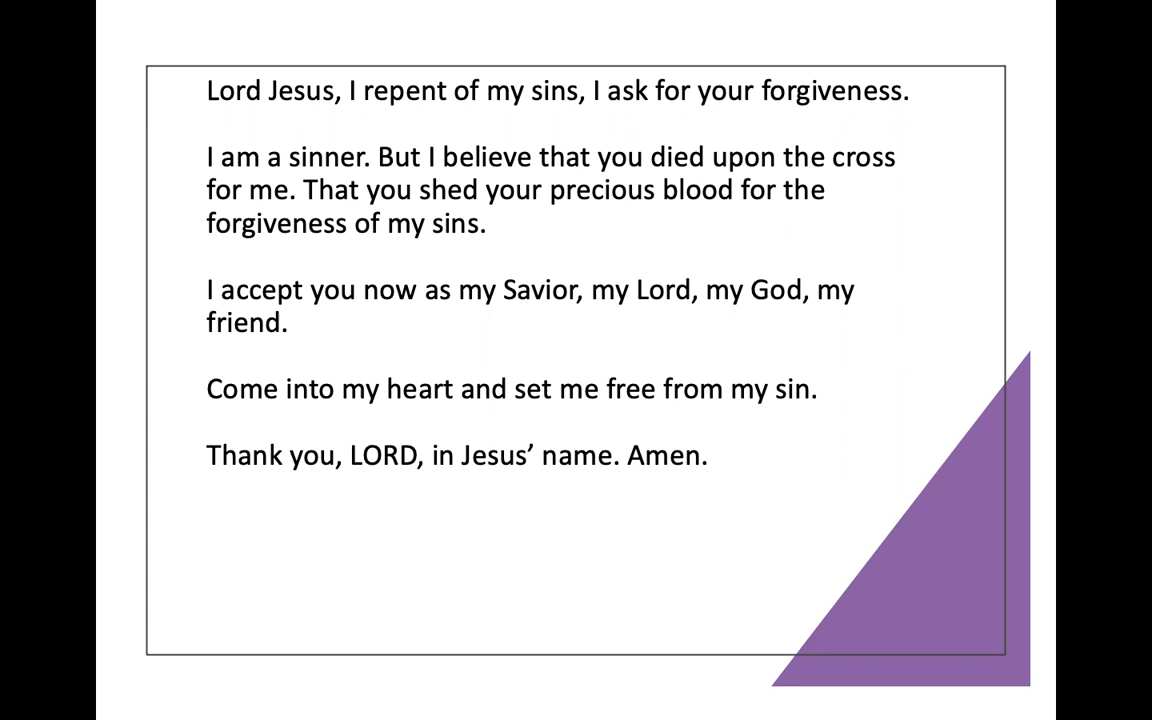 Lord Jesus, I repent of my sins, I ask for your forgiveness.
I am a sinner. But I believe that you died upon the cross
for me. That you shed your precious blood for the
forgiveness of my sins.
I accept you now as my Savior, my Lord, my God, my
friend.
Come into my heart and set me free from my sin.
Thank you, LORD, in Jesus’ name. Amen.